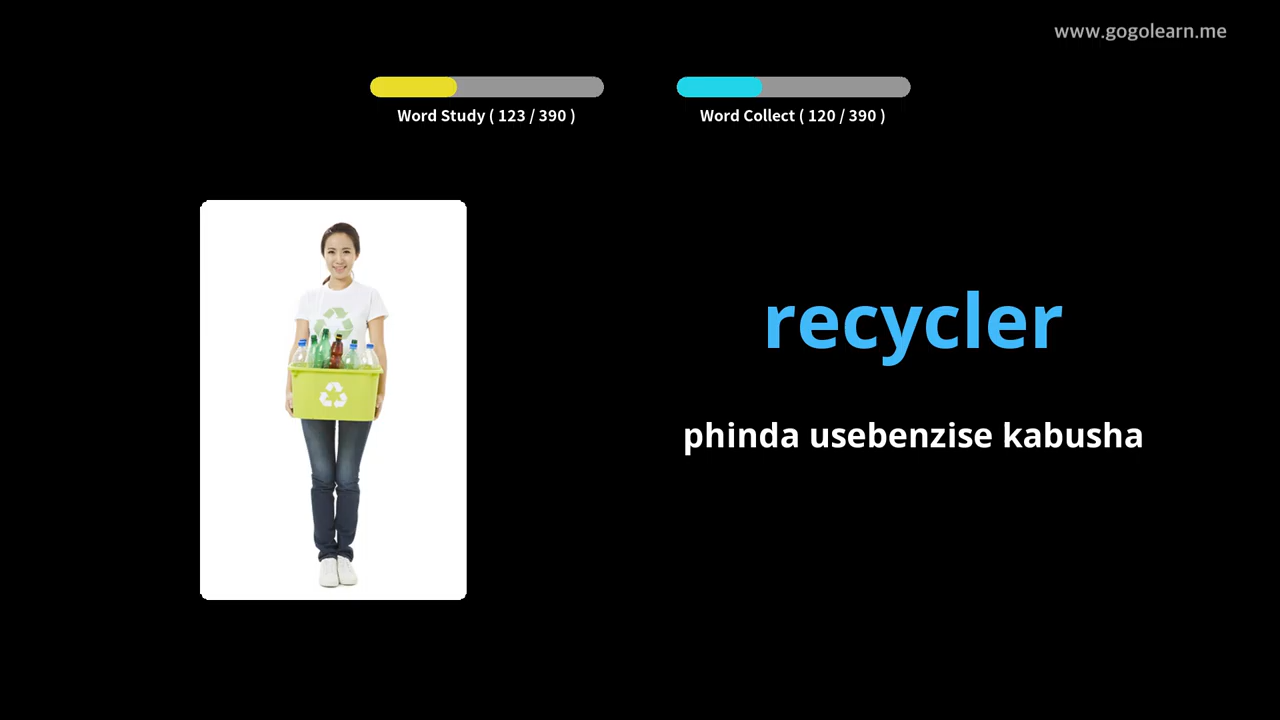 www.gogolearn.me
Word Study ( 123 / 390 )
Word Collect ( 120 / 390 )
recycler
phinda usebenzise kabusha